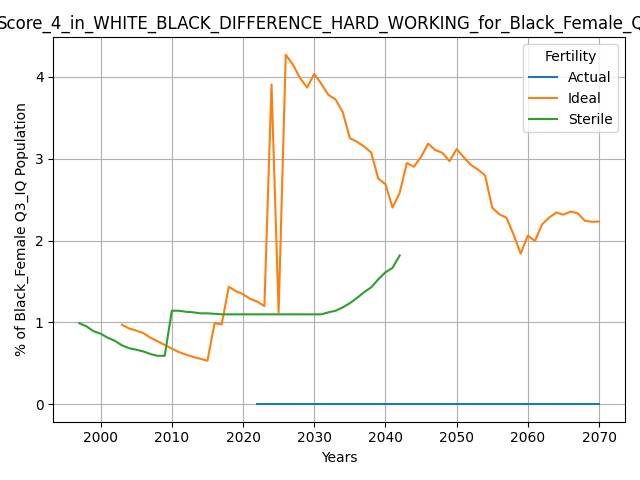 Score_4_in_WHITE_BLACK_DIFFERENCE_HARD_WORKING_for_Black_Female_Q
Fertility
Actual
Ideal
Sterile
% of Black_Female Q3_IQ Population
4
3
2
1
0
2000 2010 2020 2030 2040 2050 2060 2070
Years